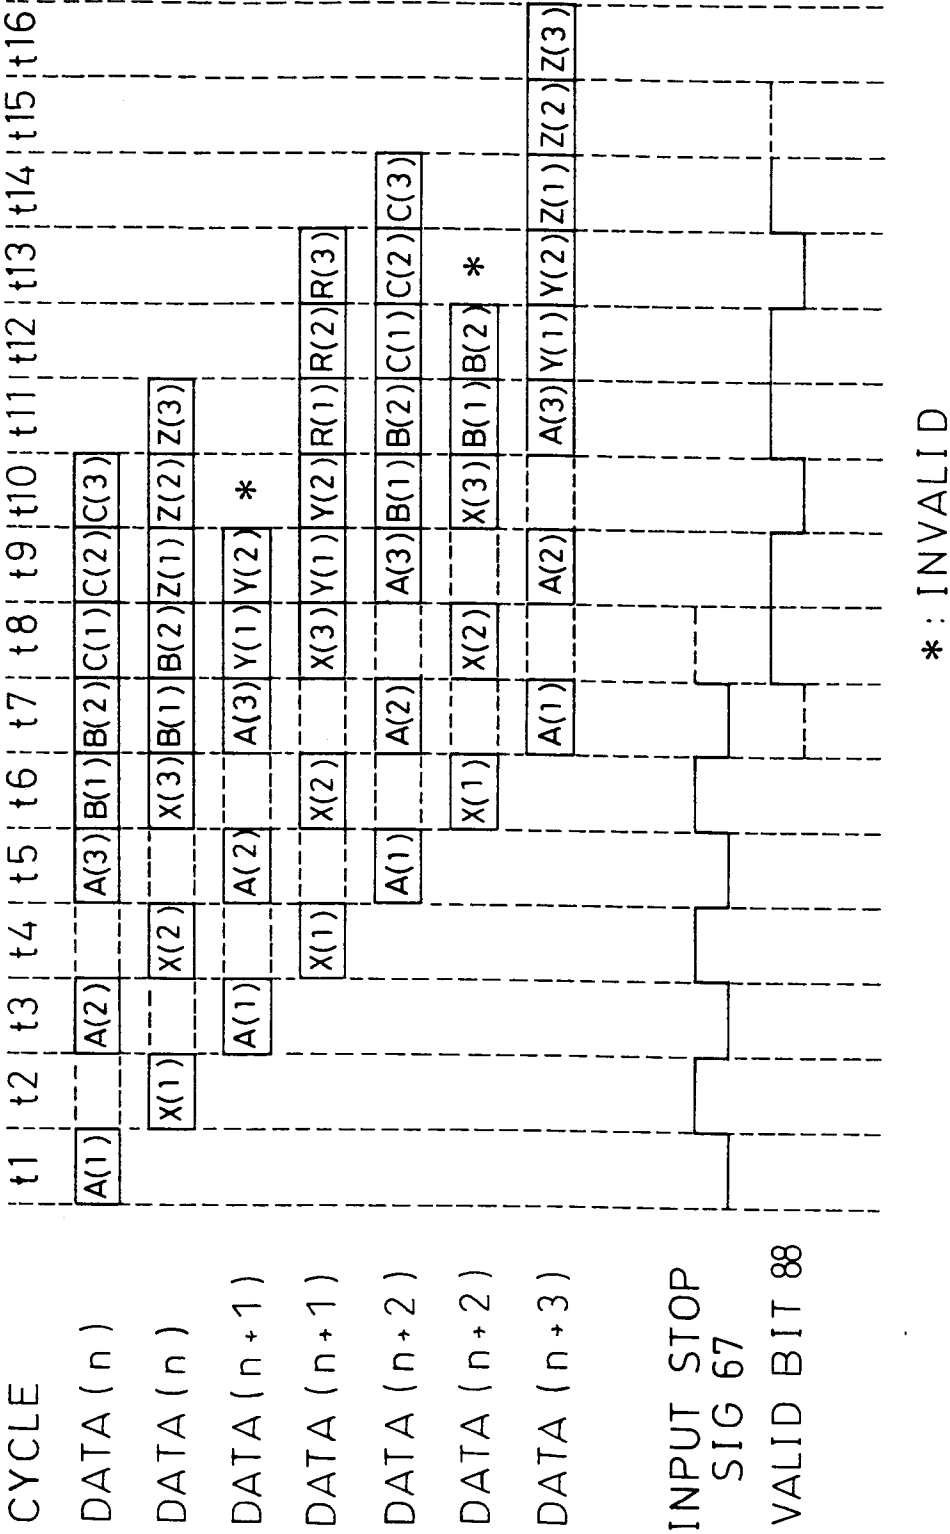 CYCLE t1 t2 t3 t4 t5 t6 t7 t8 t9 t10 t11 t12 t13 t14 t15 t16
DATA (n) A(1) A(2) A(3) B(1) B(2) C(1) C(2) C(3)
DATA (n) X(1) X(2) X(3) B(1) B(2) Z(1) Z(2) Z(3)
DATA (n+1) A(1) A(2) A(3) Y(1) Y(2) *
DATA (n+1) X(1) X(2) X(3) Y(1) Y(2) R(1) R(2) R(3)
DATA (n+2) A(1) A(2) A(3) B(1) B(2) C(1) C(2) C(3)
DATA (n+2) X(1) X(2) X(3) B(1) B(2) *
DATA (n+3) A(1) A(2) A(3) Y(1) Y(2) Z(1) Z(2) Z(3)
INPUT STOP
SIG 67
VALID BIT 88
*: INVALID